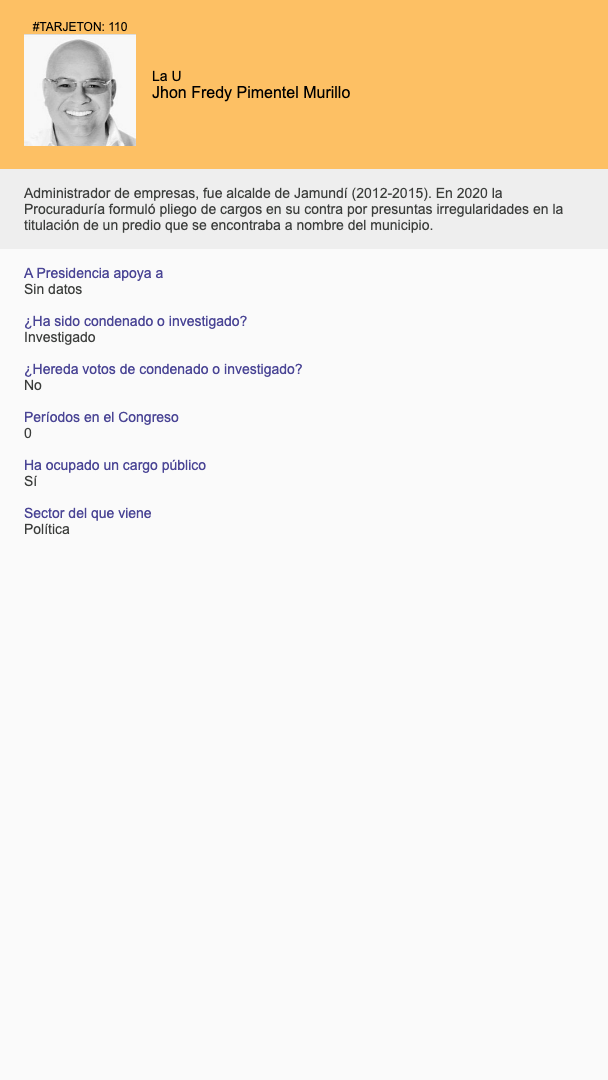 #TARJETON: 110
La U
Jhon Fredy Pimentel Murillo
Administrador de empresas, fue alcalde de Jamundí (2012-2015). En 2020 la
Procuraduría formuló pliego de cargos en su contra por presuntas irregularidades en la
titulación de un predio que se encontraba a nombre del municipio.
A Presidencia apoya a
Sin datos
¿Ha sido condenado o investigado?
Investigado
¿Hereda votos de condenado o investigado?
No
Períodos en el Congreso
0
Ha ocupado un cargo público
Sí
Sector del que viene
Política